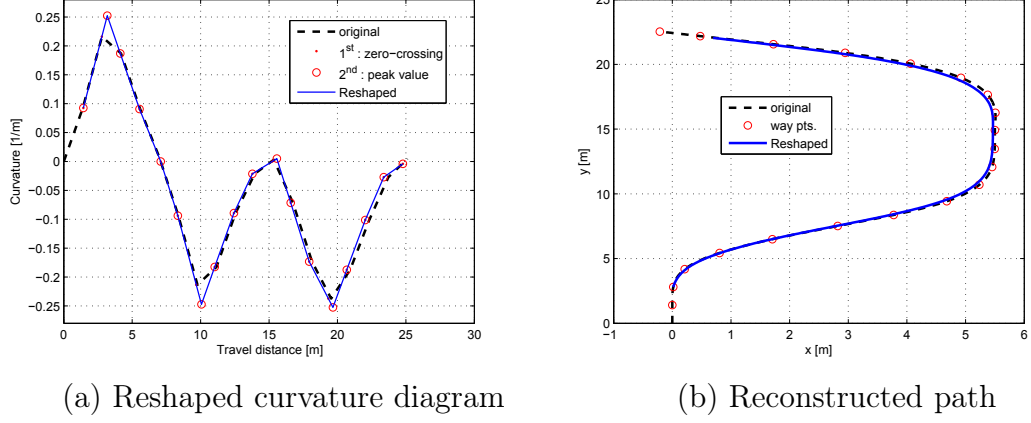 0.25
0.2
0.15
0.1
0.05
0
−0.05
−0.1
−0.15
−0.2
−0.25
Curvature [1/m]
0 5 10 15 20 25 30
Travel distance [m]
original
1st : zero−crossing
2nd : peak value
Reshaped
(a) Reshaped curvature diagram
25
20
15
10
5
0
y [m]
−1 0 1 2 3 4 5 6
x [m]
original
way pts.
Reshaped
(b) Reconstructed path